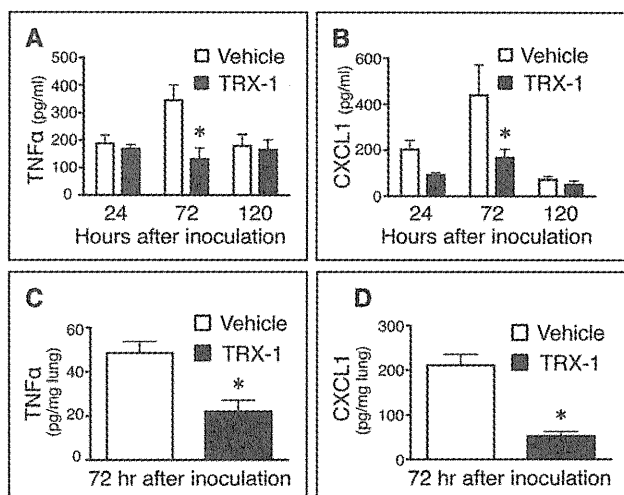 A
TNFα (pg/ml)
500
400
300
200
100
0
Vehicle
TRX-1
*
24 72 120
Hours after inoculation
B
CXCL1 (pg/ml)
600
400
200
0
Vehicle
TRX-1
*
24 72 120
Hours after inoculation
C
TNFα
(pg/mg lung)
60
40
20
0
Vehicle
TRX-1
*
72 hr after inoculation
D
CXCL1
(pg/mg lung)
300
200
100
0
Vehicle
TRX-1
*
72 hr after inoculation